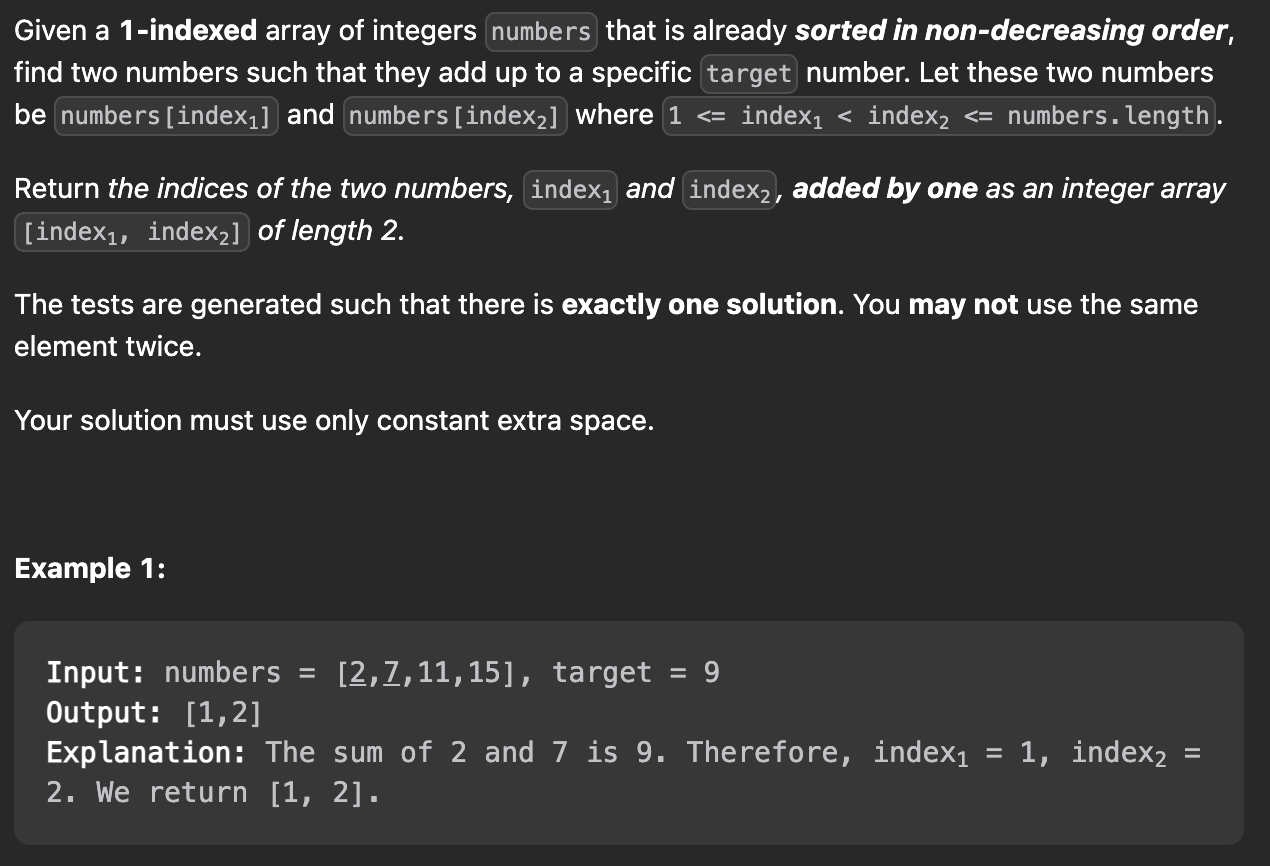 Given a 1-indexed array of integers numbers that is already sorted in non-decreasing order,
find two numbers such that they add up to a specific target number. Let these two numbers
be numbers[index₁] and numbers[index₂] where 1 <= index₁ < index₂ <= numbers.length.
Return the indices of the two numbers, index₁ and index₂, added by one as an integer array
[index₁, index₂] of length 2.
The tests are generated such that there is exactly one solution. You may not use the same
element twice.
Your solution must use only constant extra space.
Example 1:
Input: numbers = [2,7,11,15], target = 9
Output: [1,2]
Explanation: The sum of 2 and 7 is 9. Therefore, index₁ = 1, index₂ =
2. We return [1, 2].